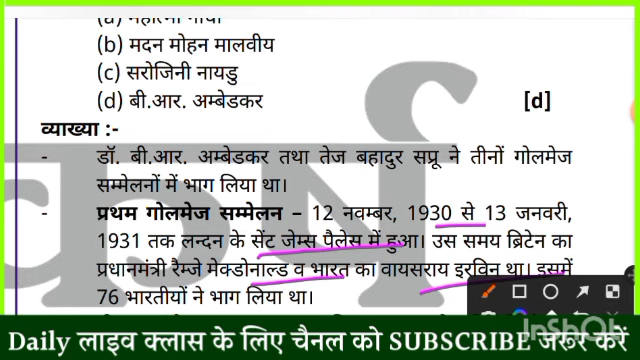 (a) महात्मा गांधी
(b) मदन मोहन मालवीय
(c) सरोजिनी नायडु
(d) बी.आर. अम्बेडकर [d]
व्याख्या :-
- डॉ. बी.आर. अम्बेडकर तथा तेज बहादुर सप्रू ने तीनों गोलमेज
सम्मेलनों में भाग लिया था।
- प्रथम गोलमेज सम्मेलन – 12 नवम्बर, 1930 से 13 जनवरी,
1931 तक लन्दन के सेंट जेम्स पैलेस में हुआ। उस समय ब्रिटेन का
प्रधानमंत्री रैम्जे मेक्डोनाल्ड व भारत का वायसराय इरविन था। इसमें
76 भारतीयों ने भाग लिया था।
InShOt
Daily लाइव क्लास के लिए चैनल को SUBSCRIBE जरूर करें